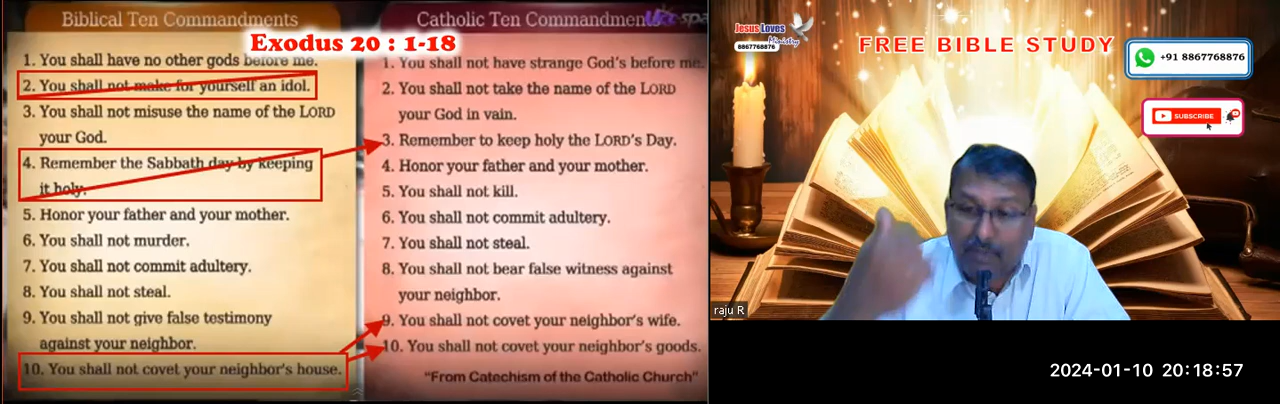 Biblical Ten Commandments
Exodus 20 : 1-18
1. You shall have no other gods before me.
2. You shall not make for yourself an idol.
3. You shall not misuse the name of the LORD
your God.
4. Remember the Sabbath day by keeping
it holy.
5. Honor your father and your mother.
6. You shall not murder.
7. You shall not commit adultery.
8. You shall not steal.
9. You shall not give false testimony
against your neighbor.
10. You shall not covet your neighbor's house.
Catholic Ten
1. You shall not have strange God's before me.
2. You shall not take the name of the LORD
your God in vain.
3. Remember to keep holy the LORD's Day.
4. Honor your father and your mother.
5. You shall not kill.
6. You shall not commit adultery.
7. You shall not steal.
8. You shall not bear false witness against
your neighbor.
9. You shall not covet your neighbor's wife.
10. You shall not covet your neighbor's goods.
"From Catechism of the Catholic Church"
Jesus Loves
Ministry
8867768876
FREE BIBLE STUDY
+91 8867768876
SUBSCRIBE
raju R
2024-01-10 20:18:57